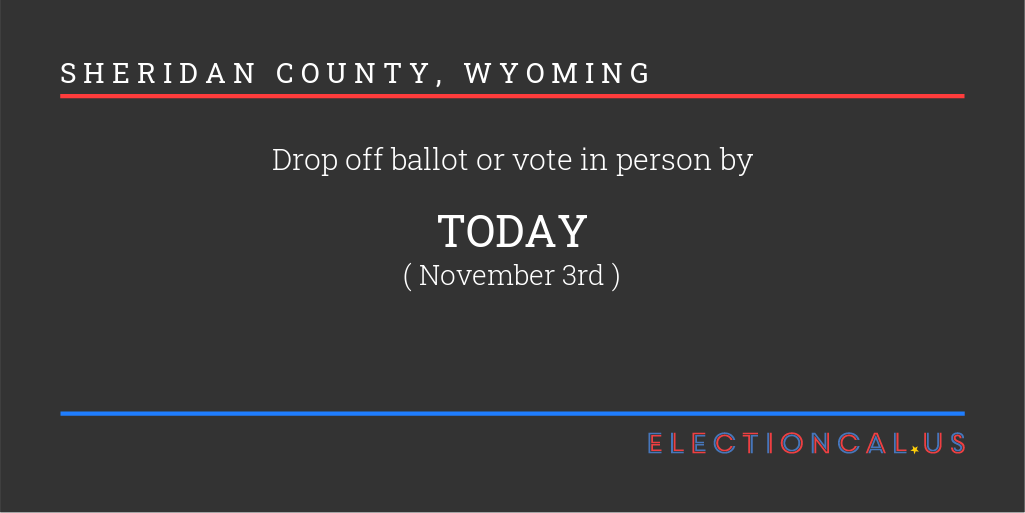 SHERIDAN COUNTY, WYOMING
Drop off ballot or vote in person by
TODAY
( November 3rd )
ELECTIONCAL.US